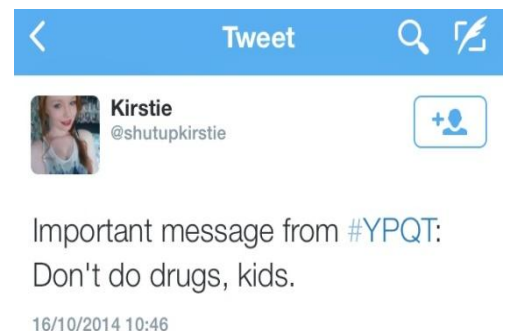 Tweet
Kirstie
@shutupkirstie
Important message from #YPQT:
Don't do drugs, kids.
16/10/2014 10:46